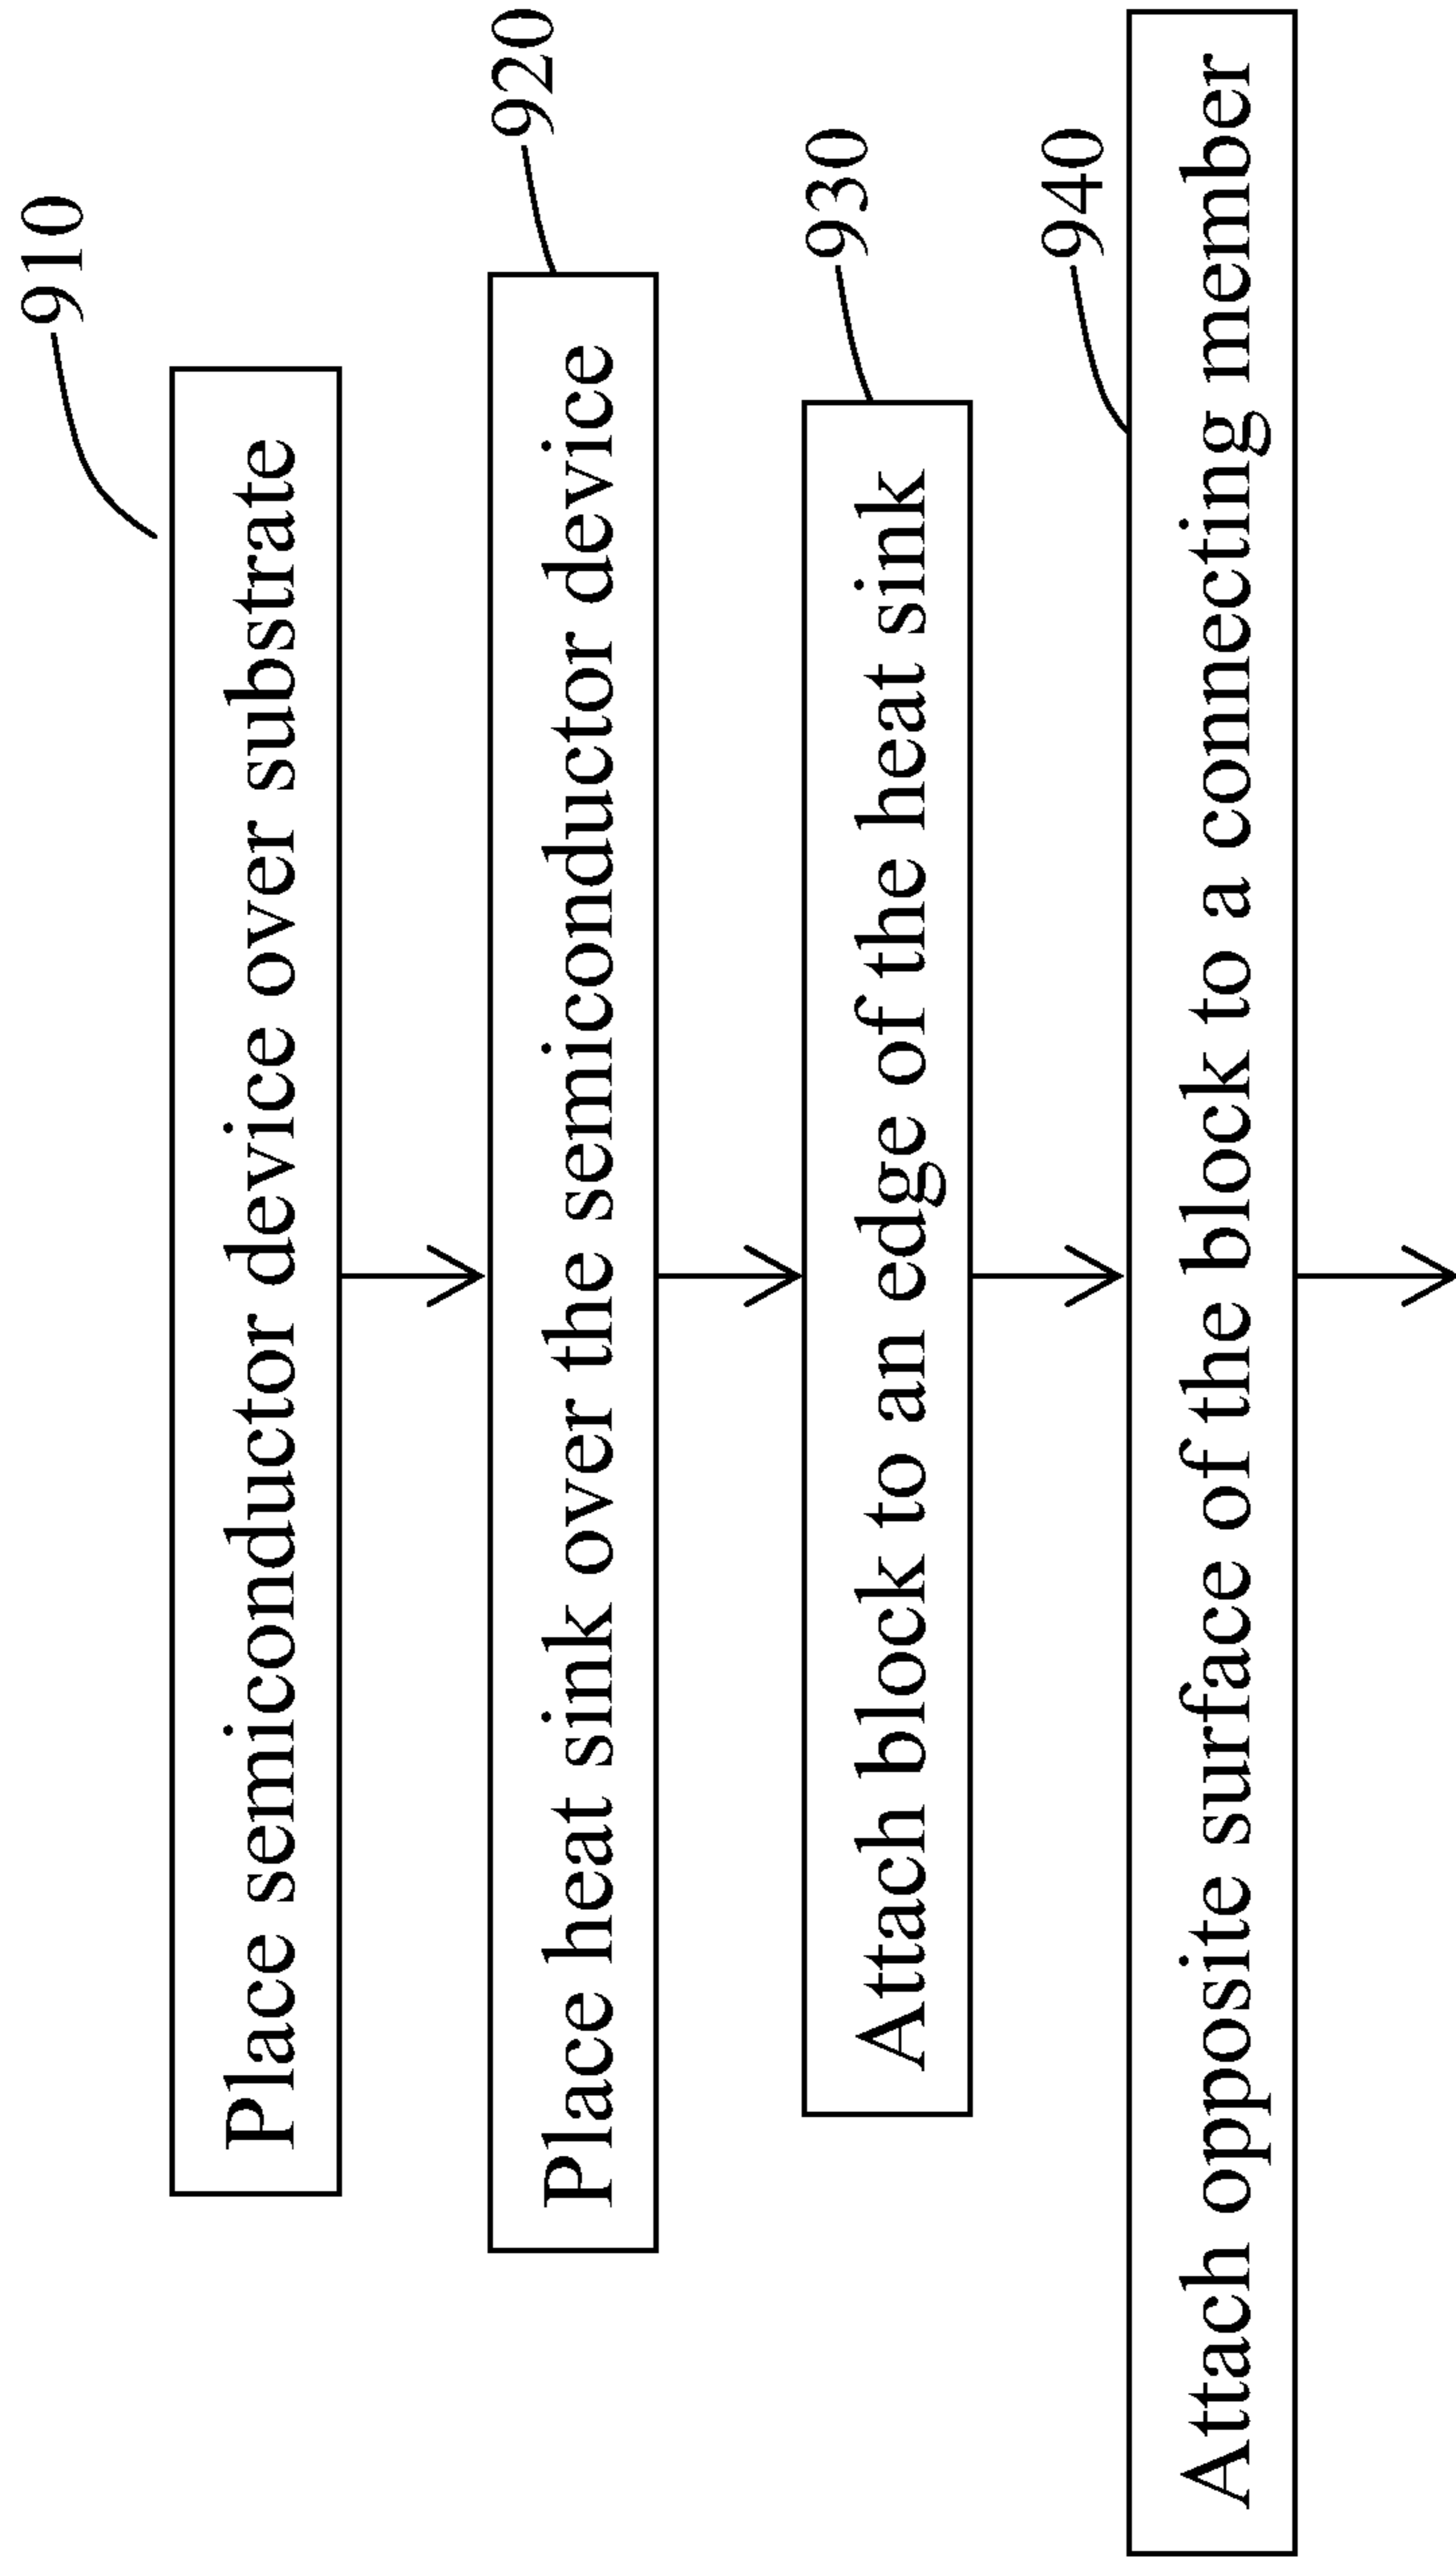 910
Place semiconductor device over substrate
920
Place heat sink over the semiconductor device
930
Attach block to an edge of the heat sink
940
Attach opposite surface of the block to a connecting member